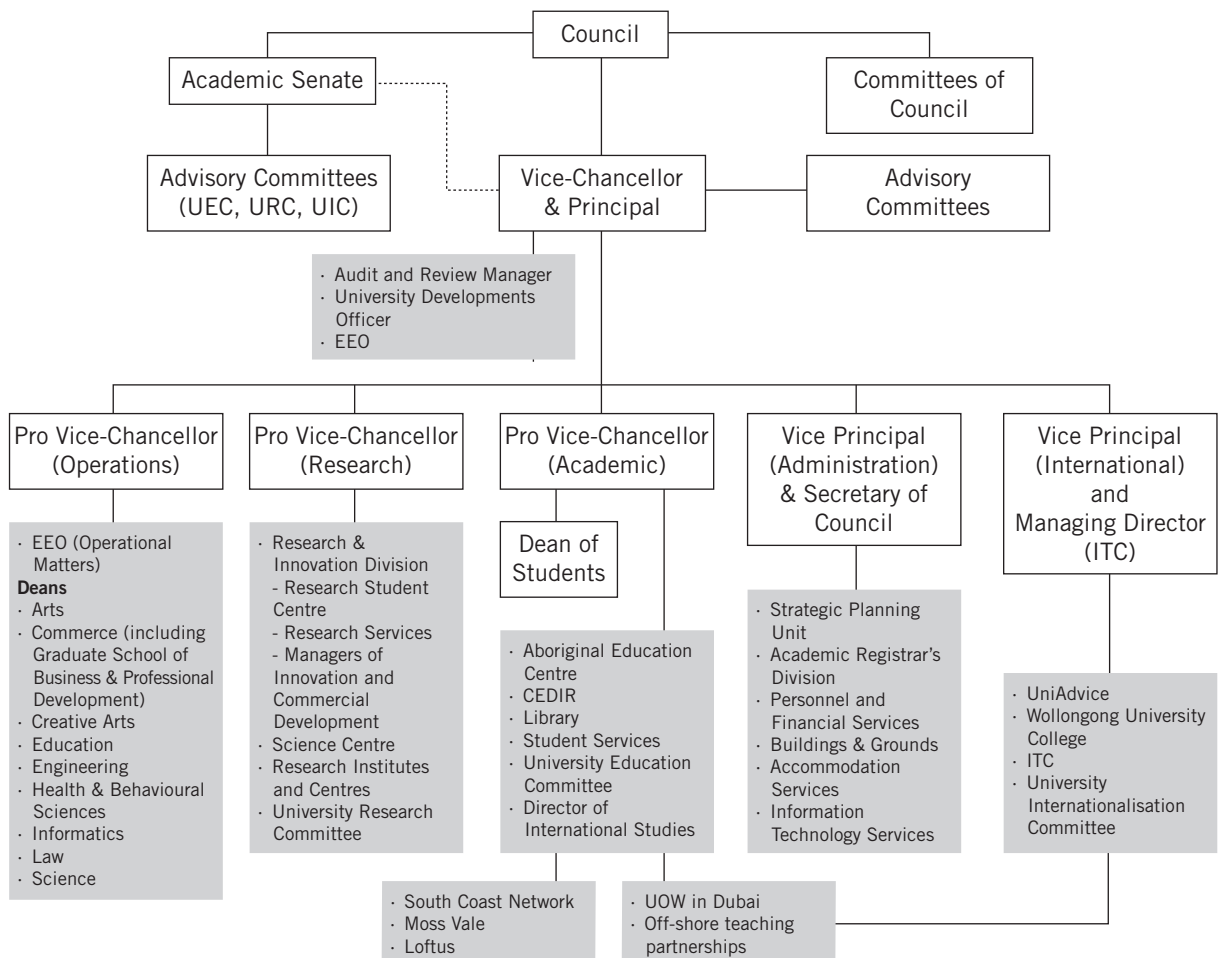 Council
Academic Senate
Committees of
Council
Advisory Committees
(UEC, URC, UIC)
Vice-Chancellor
& Principal
Advisory
Committees
· Audit and Review Manager
· University Developments
Officer
· EEO
Pro Vice-Chancellor
(Operations)
Pro Vice-Chancellor
(Research)
Pro Vice-Chancellor
(Academic)
Vice Principal
(Administration)
& Secretary of
Council
Vice Principal
(International)
and
Managing Director
(ITC)
· EEO (Operational
Matters)
Deans
· Arts
· Commerce (including
Graduate School of
Business & Professional
Development)
· Creative Arts
· Education
· Engineering
· Health & Behavioural
Sciences
· Informatics
· Law
· Science
· Research &
Innovation Division
- Research Student
Centre
- Research Services
- Managers of
Innovation and
Commercial
Development
· Science Centre
· Research Institutes
and Centres
· University Research
Committee
Dean of
Students
· Aboriginal Education
Centre
· CEDIR
· Library
· Student Services
· University Education
Committee
· Director of
International Studies
· Strategic Planning
Unit
· Academic Registrar's
Division
· Personnel and
Financial Services
· Buildings & Grounds
· Accommodation
Services
· Information
Technology Services
· UniAdvice
· Wollongong University
College
· ITC
· University
Internationalisation
Committee
· South Coast Network
· Moss Vale
· Loftus
· UOW in Dubai
· Off-shore teaching
partnerships